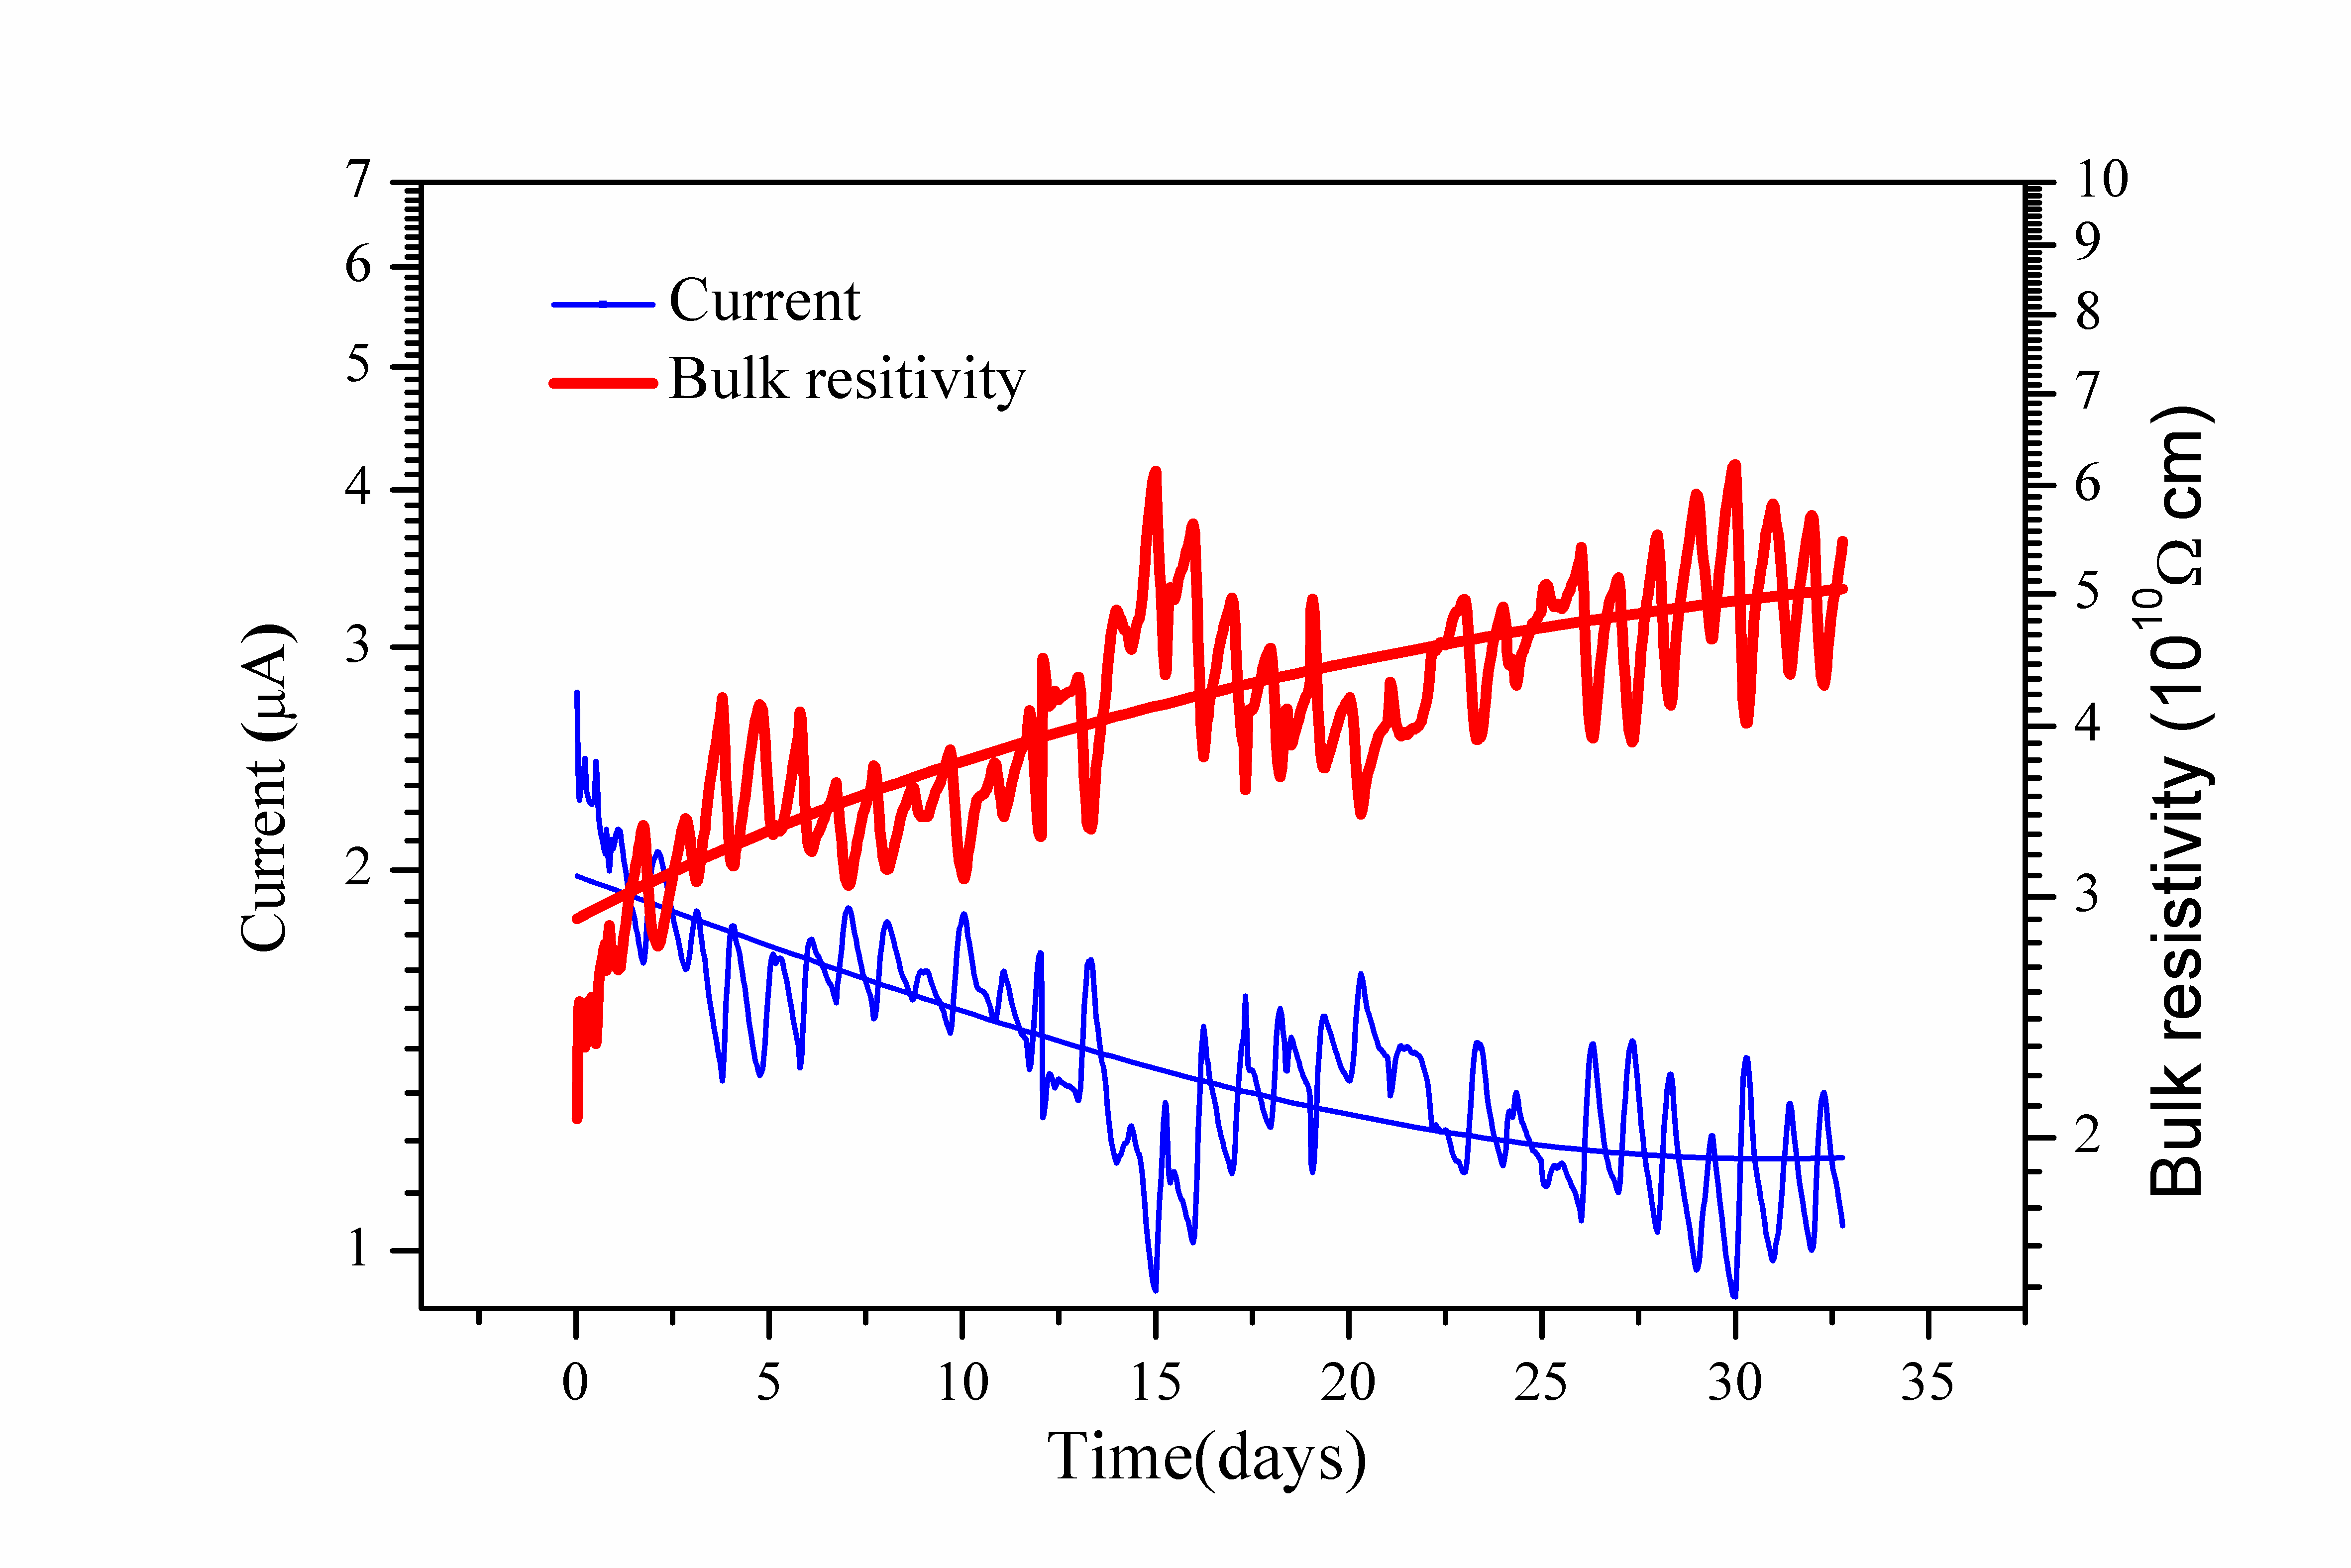 7
6
5
4
3
2
1
Current (μA)
Current
Bulk resitivity
10
9
8
7
6
5
4
3
2
Bulk resistivity (10¹⁰Ω cm)
0 5 10 15 20 25 30 35
Time(days)